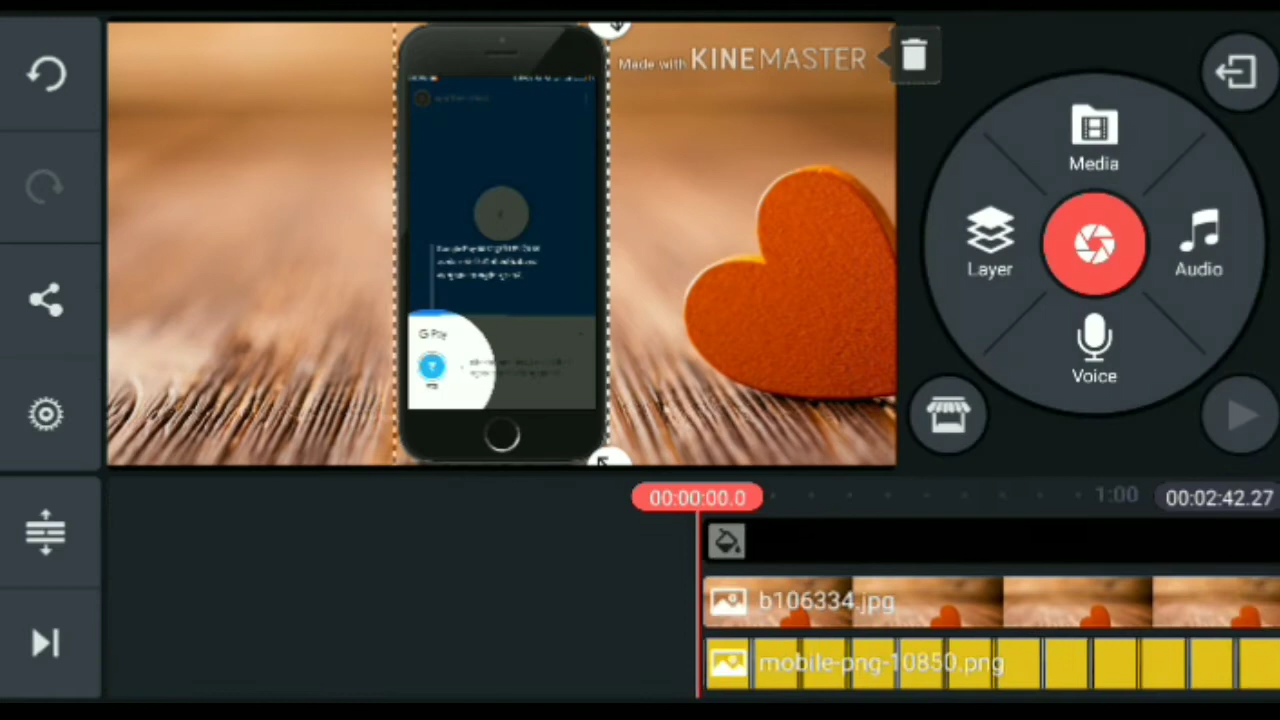 Made with KINEMASTER
Media
Layer
Audio
Voice
G Pay
00:00:00.0
1:00
00:02:42.27
b106334.jpg
mobile-png-10850.png